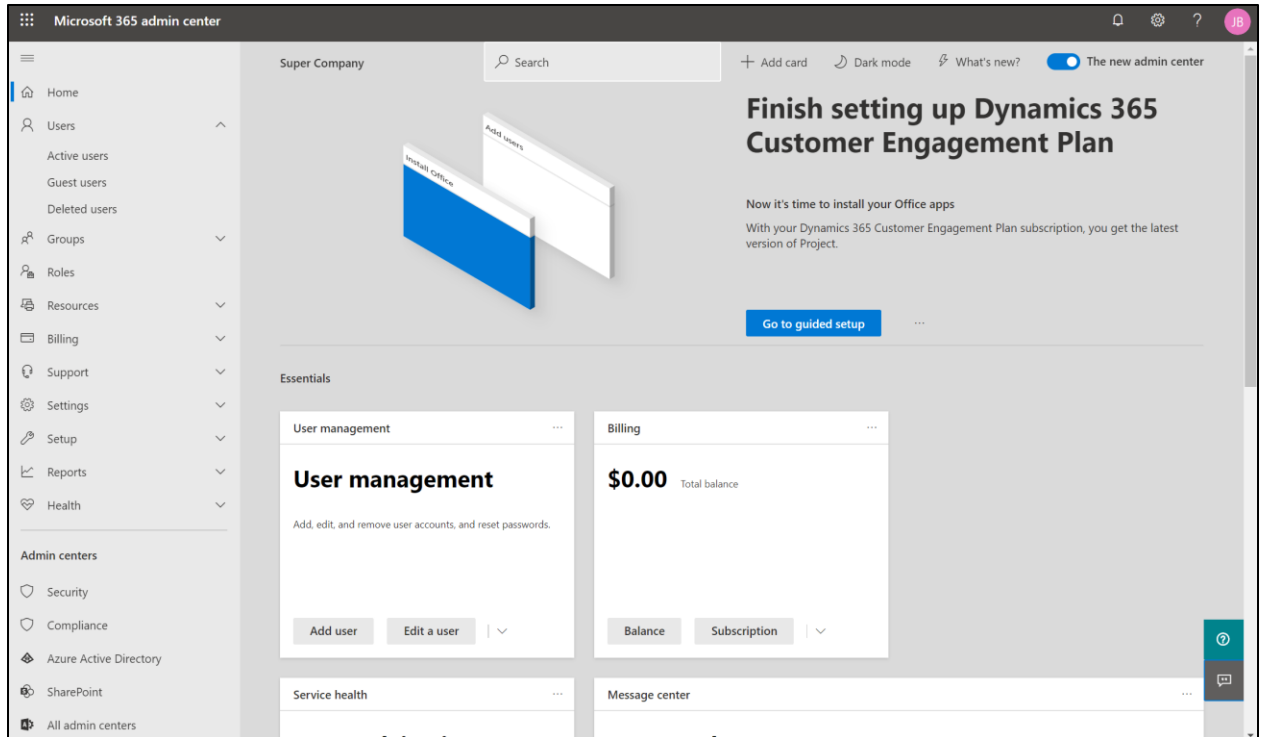 Microsoft 365 admin center
JB
Super Company
Search
Add card
Dark mode
What's new?
The new admin center
Home
Users
Active users
Guest users
Deleted users
Groups
Roles
Resources
Billing
Support
Settings
Setup
Reports
Health
Admin centers
Security
Compliance
Azure Active Directory
SharePoint
All admin centers
Install Office
Add users
Finish setting up Dynamics 365
Customer Engagement Plan
Now it's time to install your Office apps
With your Dynamics 365 Customer Engagement Plan subscription, you get the latest
version of Project.
Go to guided setup
Essentials
User management
User management
Add, edit, and remove user accounts, and reset passwords.
Add user
Edit a user
Billing
$0.00 Total balance
Balance
Subscription
Service health
Message center